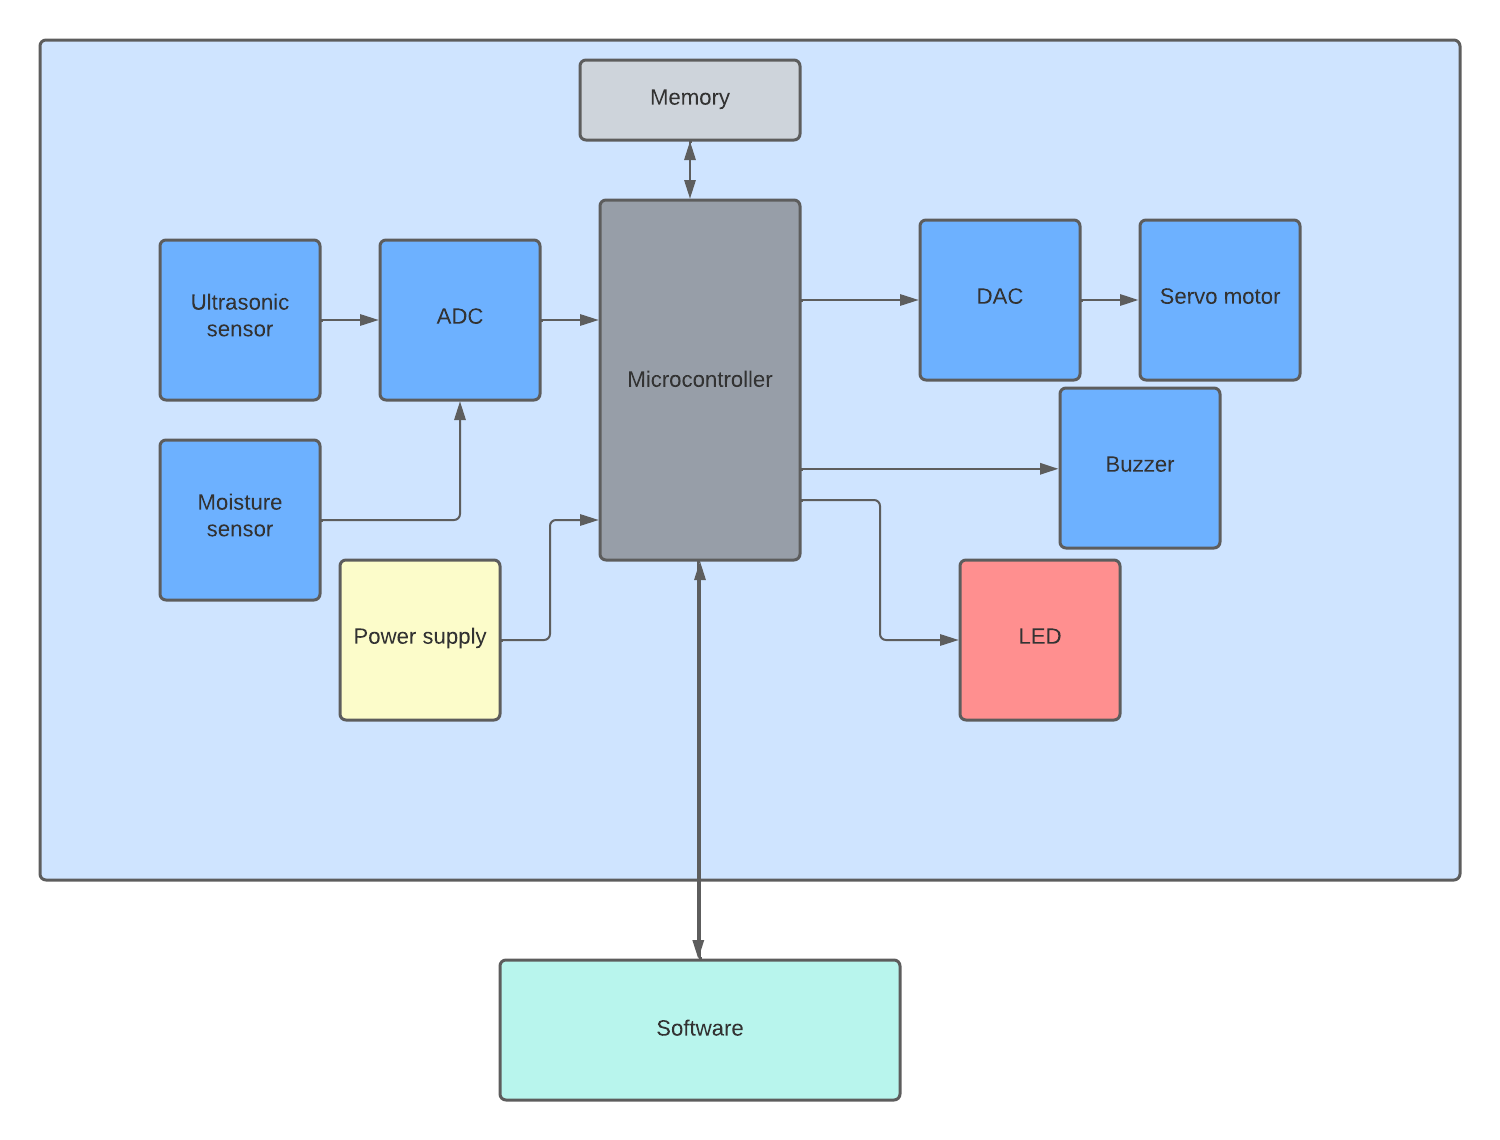 Memory
Ultrasonic
sensor
ADC
Microcontroller
DAC
Servo motor
Moisture
sensor
Buzzer
Power supply
LED
Software